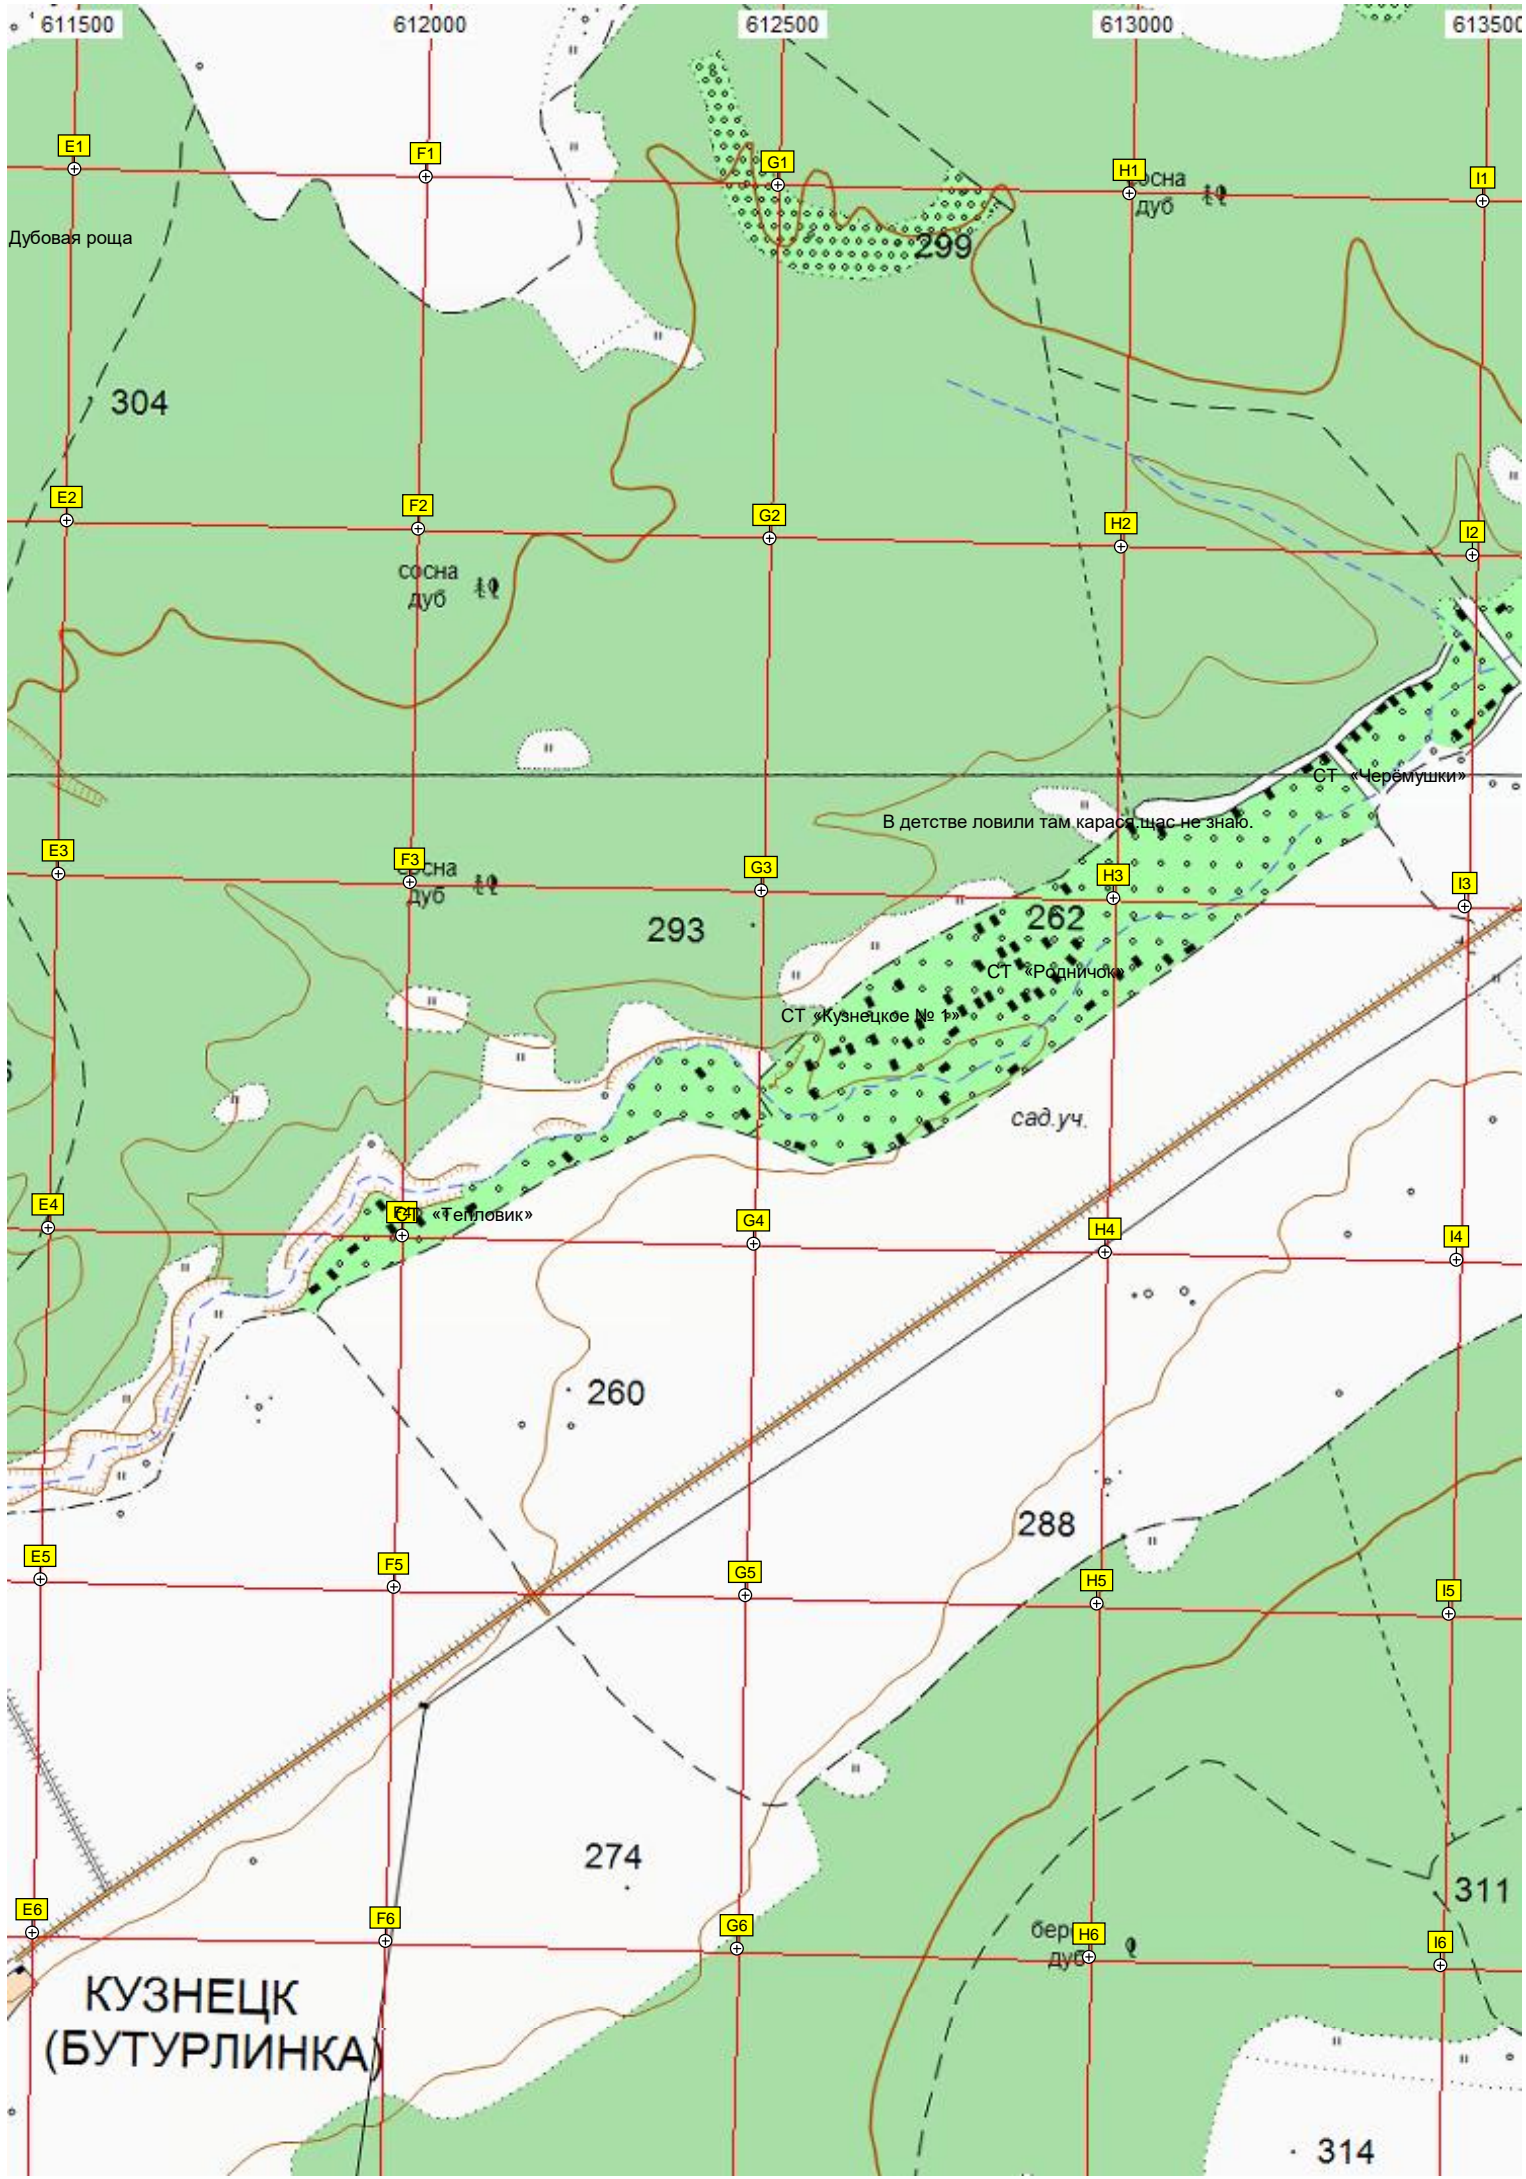 611500 612000 612500 613000 613500
E1 F1 G1 H1 I1
дуб
Дубовая роща
299
304
E2 F2 G2 H2 I2
сосна
дуб
СТ «Черёмушки»
В детстве ловили там карася.щас не знаю.
E3 F3 G3 H3 I3
дуб
293
262
СТ «Родничок»
СТ «Кузнецкое № 1»
сад.уч.
E4 F4 G4 H4 I4
СТ «Тепловик»
260
288
E5 F5 G5 H5 I5
274
311
E6 F6 G6 H6 I6
дуб
КУЗНЕЦК
(БУТУРЛИНКА)
314